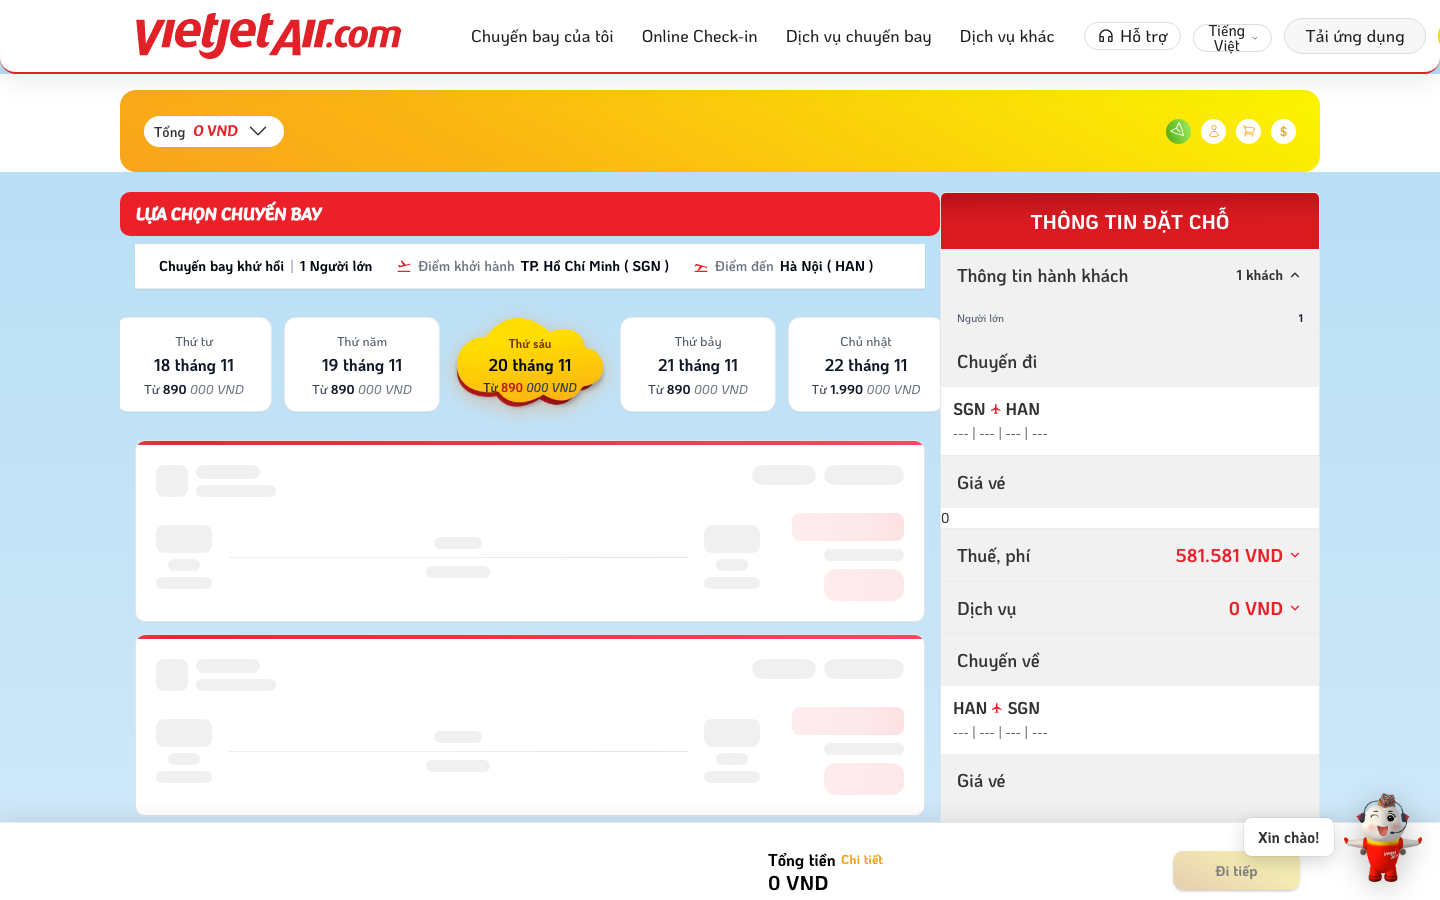 vietjetAir.com
Chuyến bay của tôi
Online Check-in
Dịch vụ chuyến bay
Dịch vụ khác
Hỗ trợ
Tiếng Việt
Tải ứng dụng
Tổng 0 VND
$
LỰA CHỌN CHUYẾN BAY
Chuyến bay khứ hồi | 1 Người lớn
Điểm khởi hành TP. Hồ Chí Minh ( SGN )
Điểm đến Hà Nội ( HAN )
Thứ tư
18 tháng 11
Từ 890 000 VND
Thứ năm
19 tháng 11
Từ 890 000 VND
Thứ sáu
20 tháng 11
Từ 890 000 VND
Thứ bảy
21 tháng 11
Từ 890 000 VND
Chủ nhật
22 tháng 11
Từ 1.990 000 VND
THÔNG TIN ĐẶT CHỖ
Thông tin hành khách 1 khách
Người lớn 1
Chuyến đi
SGN HAN
--- | --- | --- | ---
Giá vé
0
Thuế, phí 581.581 VND
Dịch vụ 0 VND
Chuyến về
HAN SGN
--- | --- | --- | ---
Giá vé
Xin chào!
Tổng tiền Chi tiết
0 VND
Đi tiếp